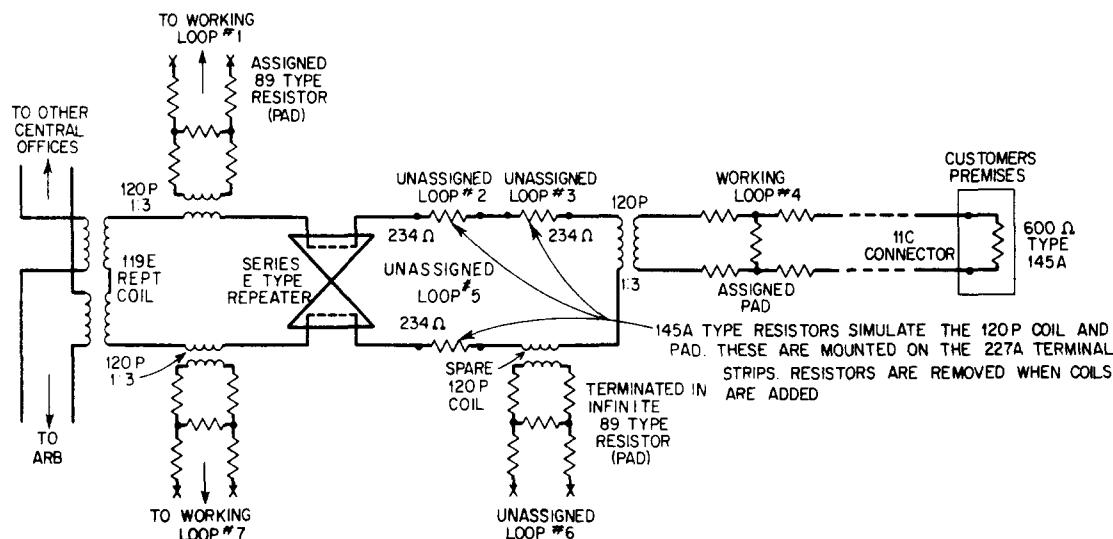 TO WORKING
LOOP #1
ASSIGNED
89 TYPE
RESISTOR
(PAD)
TO OTHER
CENTRAL
OFFICES
120P
1:3
119E
REPT
COIL
SERIES
E TYPE
REPEATER
UNASSIGNED
LOOP #2
234 Ω
UNASSIGNED
LOOP #3
234 Ω
UNASSIGNED
LOOP #5
234 Ω
120P
1:3
WORKING
LOOP #4
ASSIGNED
PAD
11C
CONNECTOR
CUSTOMERS
PREMISES
600 Ω
TYPE
145A
145A TYPE RESISTORS SIMULATE THE 120P COIL AND
PAD. THESE ARE MOUNTED ON THE 227A TERMINAL
STRIPS. RESISTORS ARE REMOVED WHEN COILS
ARE ADDED
120P
1:3
SPARE
120P
COIL
TERMINATED IN
INFINITE
89 TYPE
RESISTOR
(PAD)
TO
ARB
TO WORKING
LOOP #7
UNASSIGNED
LOOP #6